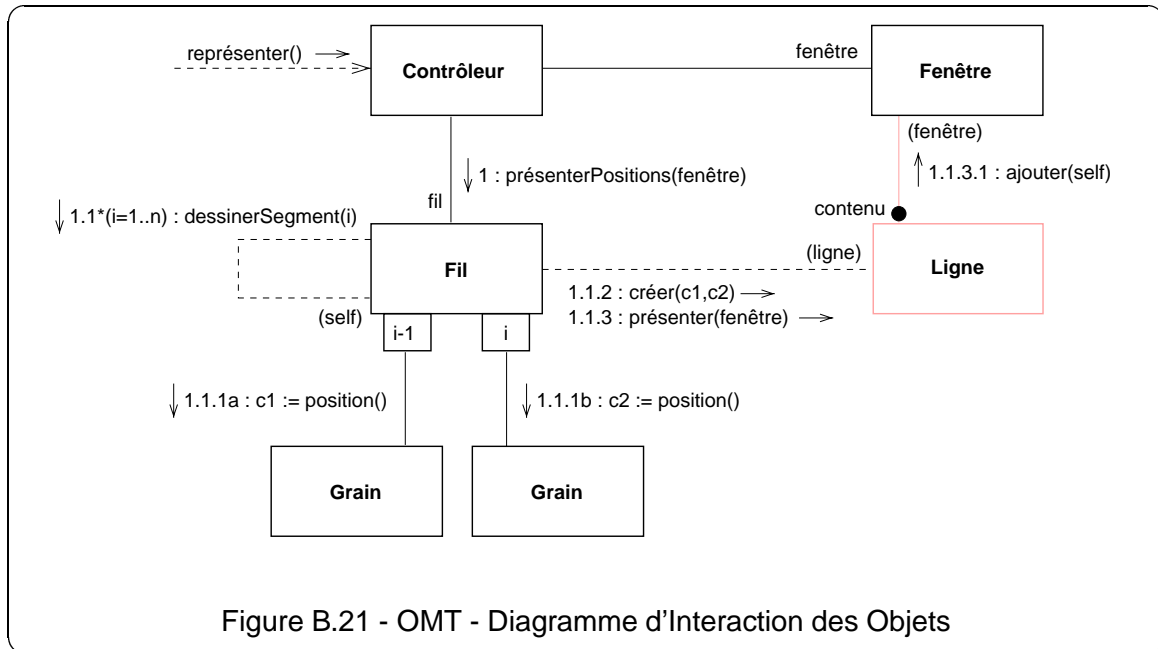 représenter()
Contrôleur
fenêtre
Fenêtre
(fenêtre)
1.1.3.1 : ajouter(self)
1 : présenterPositions(fenêtre)
fil
contenu
1.1*(i=1..n) : dessinerSegment(i)
Fil
(ligne)
Ligne
1.1.2 : créer(c1,c2)
1.1.3 : présenter(fenêtre)
(self)
i-1
i
1.1.1a : c1 := position()
1.1.1b : c2 := position()
Grain
Grain
Figure B.21 - OMT - Diagramme d'Interaction des Objets